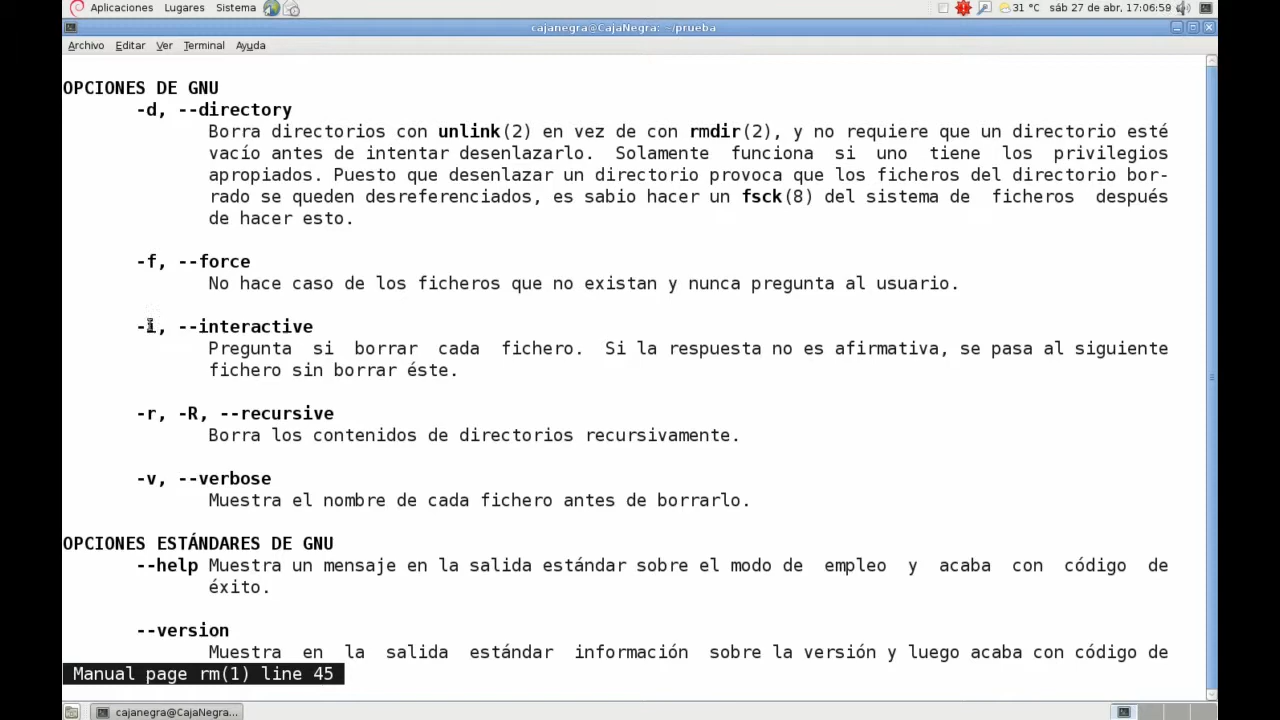 Aplicaciones Lugares Sistema 31 °C sáb 27 de abr, 17:06:59
cajanegra@CajaNegra: ~/prueba
Archivo Editar Ver Terminal Ayuda
OPCIONES DE GNU
-d, --directory
Borra directorios con unlink(2) en vez de con rmdir(2), y no requiere que un directorio esté
vacío antes de intentar desenlazarlo. Solamente funciona si uno tiene los privilegios
apropiados. Puesto que desenlazar un directorio provoca que los ficheros del directorio bor-
rado se queden desreferenciados, es sabio hacer un fsck(8) del sistema de ficheros después
de hacer esto.
-f, --force
No hace caso de los ficheros que no existan y nunca pregunta al usuario.
-i, --interactive
Pregunta si borrar cada fichero. Si la respuesta no es afirmativa, se pasa al siguiente
fichero sin borrar éste.
-r, -R, --recursive
Borra los contenidos de directorios recursivamente.
-v, --verbose
Muestra el nombre de cada fichero antes de borrarlo.
OPCIONES ESTÁNDARES DE GNU
--help Muestra un mensaje en la salida estándar sobre el modo de empleo y acaba con código de
éxito.
--version
Muestra en la salida estándar información sobre la versión y luego acaba con código de
Manual page rm(1) line 45
cajanegra@CajaNegra...